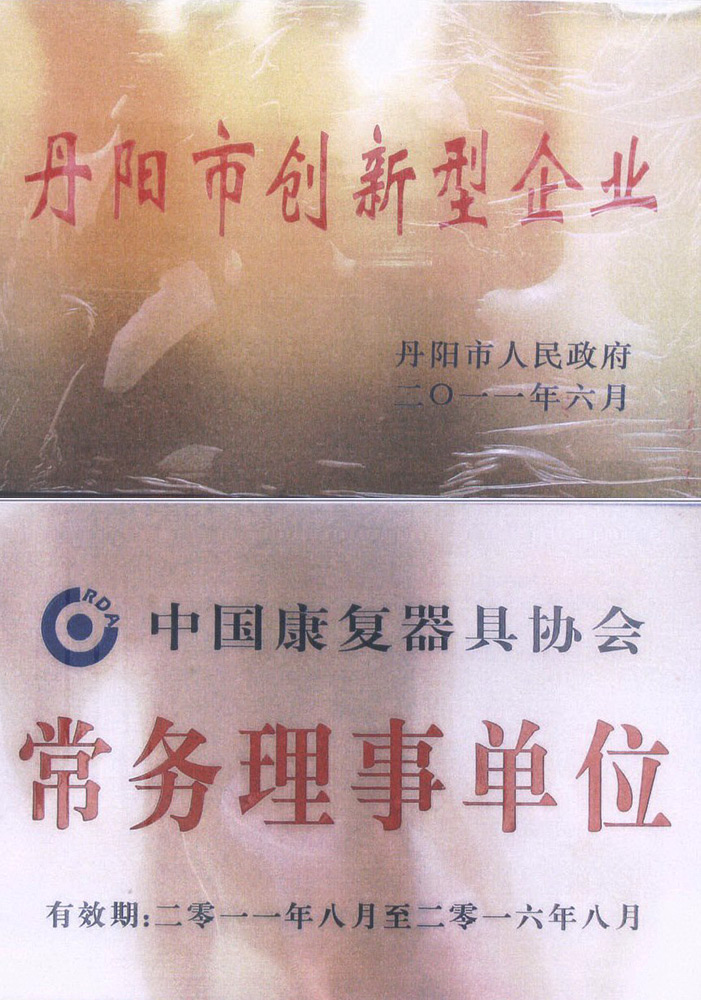 丹阳市创新型企业
丹阳市人民政府
二〇一一年六月
RDA
中国康复器具协会
常务理事单位
有效期:二零一一年八月至二零一六年八月